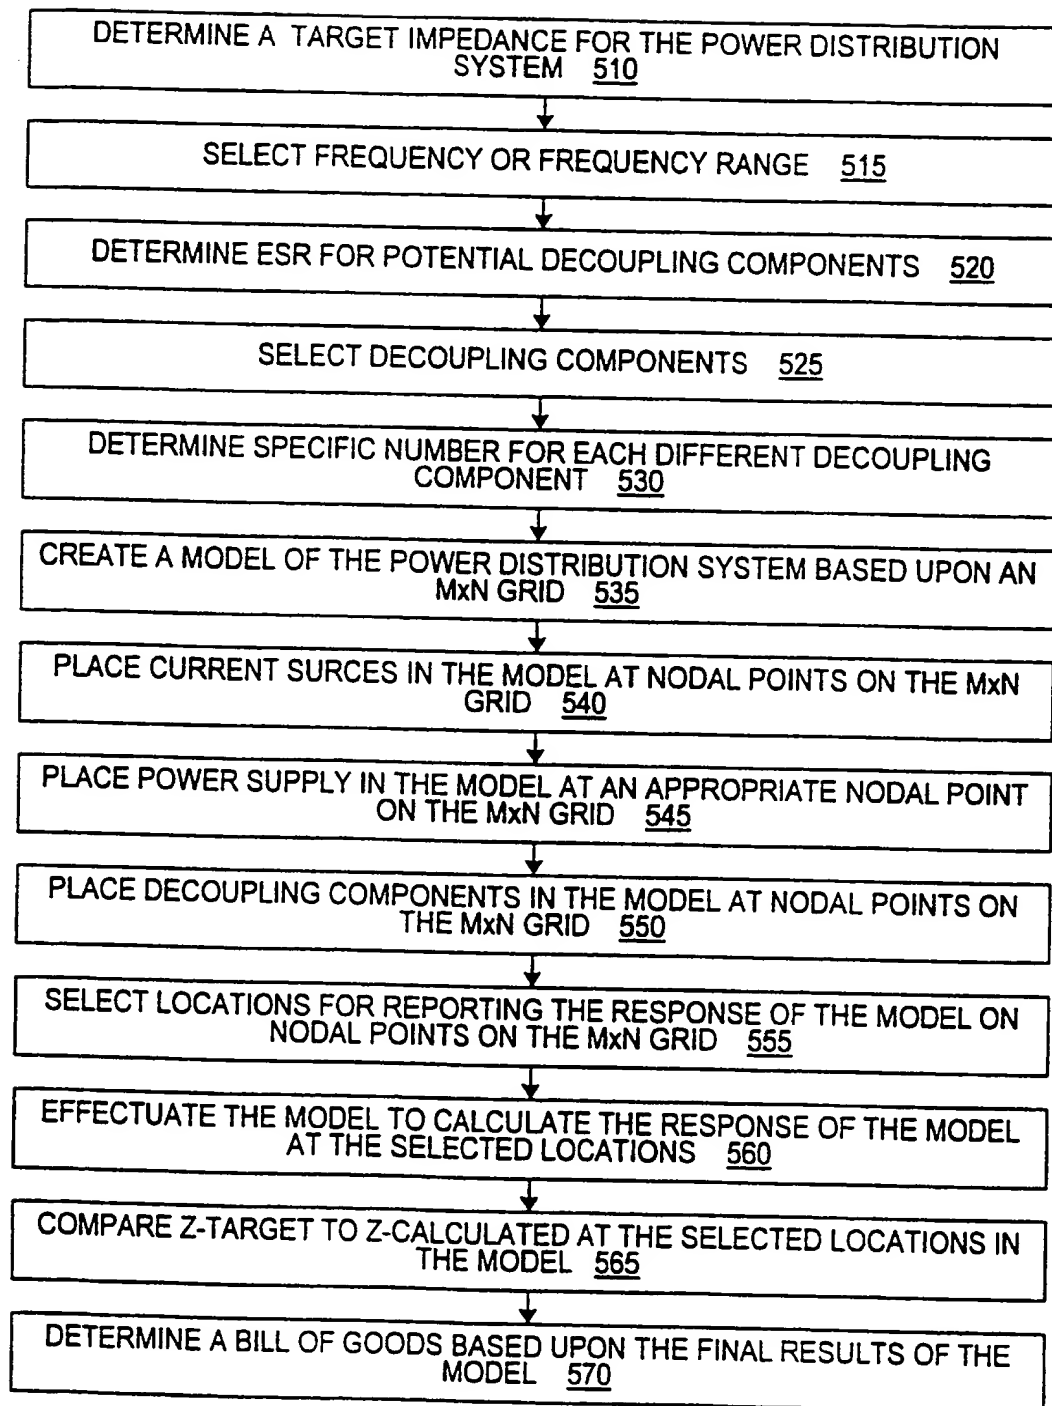 DETERMINE A TARGET IMPEDANCE FOR THE POWER DISTRIBUTION
SYSTEM 510
SELECT FREQUENCY OR FREQUENCY RANGE 515
DETERMINE ESR FOR POTENTIAL DECOUPLING COMPONENTS 520
SELECT DECOUPLING COMPONENTS 525
DETERMINE SPECIFIC NUMBER FOR EACH DIFFERENT DECOUPLING
COMPONENT 530
CREATE A MODEL OF THE POWER DISTRIBUTION SYSTEM BASED UPON AN
MxN GRID 535
PLACE CURRENT SURCES IN THE MODEL AT NODAL POINTS ON THE MxN
GRID 540
PLACE POWER SUPPLY IN THE MODEL AT AN APPROPRIATE NODAL POINT
ON THE MxN GRID 545
PLACE DECOUPLING COMPONENTS IN THE MODEL AT NODAL POINTS ON
THE MxN GRID 550
SELECT LOCATIONS FOR REPORTING THE RESPONSE OF THE MODEL ON
NODAL POINTS ON THE MxN GRID 555
EFFECTUATE THE MODEL TO CALCULATE THE RESPONSE OF THE MODEL
AT THE SELECTED LOCATIONS 560
COMPARE Z-TARGET TO Z-CALCULATED AT THE SELECTED LOCATIONS IN
THE MODEL 565
DETERMINE A BILL OF GOODS BASED UPON THE FINAL RESULTS OF THE
MODEL 570